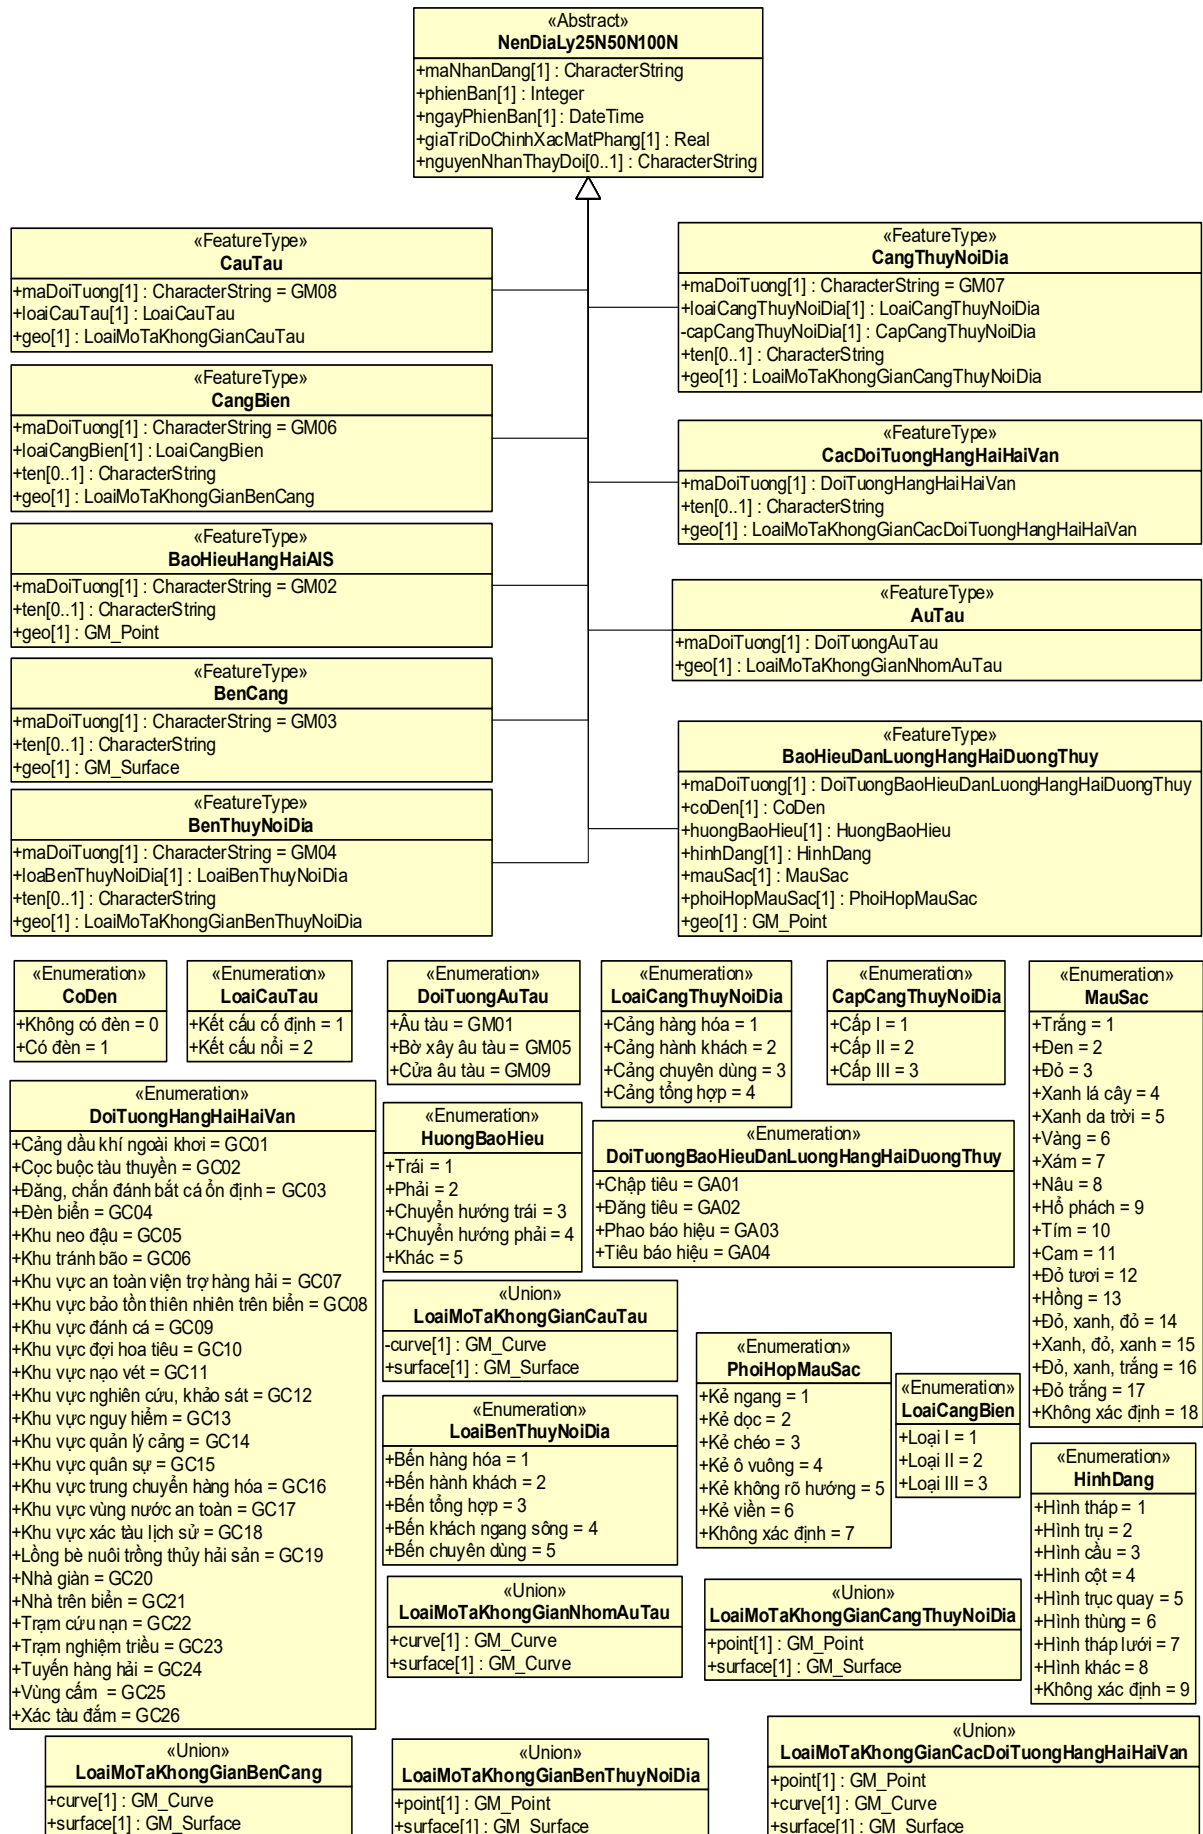 «Abstract»
NenDiaLy25N50N100N
+maNhanDang[1] : CharacterString
+phienBan[1] : Integer
+ngayPhienBan[1] : DateTime
+giaTriDoChinhXacMatPhang[1] : Real
+nguyenNhanThayDoi[0..1] : CharacterString
«FeatureType»
CauTau
+maDoiTuong[1] : CharacterString = GM08
+loaiCauTau[1] : LoaiCauTau
+geo[1] : LoaiMoTaKhongGianCauTau
«FeatureType»
CangBien
+maDoiTuong[1] : CharacterString = GM06
+loaiCangBien[1] : LoaiCangBien
+ten[0..1] : CharacterString
+geo[1] : LoaiMoTaKhongGianBenCang
«FeatureType»
BaoHieuHangHaiAIS
+maDoiTuong[1] : CharacterString = GM02
+ten[0..1] : CharacterString
+geo[1] : GM_Point
«FeatureType»
BenCang
+maDoiTuong[1] : CharacterString = GM03
+ten[0..1] : CharacterString
+geo[1] : GM_Surface
«FeatureType»
BenThuyNoiDia
+maDoiTuong[1] : CharacterString = GM04
+loaBenThuyNoiDia[1] : LoaiBenThuyNoiDia
+ten[0..1] : CharacterString
+geo[1] : LoaiMoTaKhongGianBenThuyNoiDia
«FeatureType»
CangThuyNoiDia
+maDoiTuong[1] : CharacterString = GM07
+loaiCangThuyNoiDia[1] : LoaiCangThuyNoiDia
-capCangThuyNoiDia[1] : CapCangThuyNoiDia
+ten[0..1] : CharacterString
+geo[1] : LoaiMoTaKhongGianCangThuyNoiDia
«FeatureType»
CacDoiTuongHangHaiHaiVan
+maDoiTuong[1] : DoiTuongHangHaiHaiVan
+ten[0..1] : CharacterString
+geo[1] : LoaiMoTaKhongGianCacDoiTuongHangHaiHaiVan
«FeatureType»
AuTau
+maDoiTuong[1] : DoiTuongAuTau
+geo[1] : LoaiMoTaKhongGianNhomAuTau
«FeatureType»
BaoHieuDanLuongHangHaiDuongThuy
+maDoiTuong[1] : DoiTuongBaoHieuDanLuongHangHaiDuongThuy
+coDen[1] : CoDen
+huongBaoHieu[1] : HuongBaoHieu
+hinhDang[1] : HinhDang
+mauSac[1] : MauSac
+phoiHopMauSac[1] : PhoiHopMauSac
+geo[1] : GM_Point
«Enumeration»
CoDen
+Không có đèn = 0
+Có đèn = 1
«Enumeration»
LoaiCauTau
+Kết cấu cố định = 1
+Kết cấu nổi = 2
«Enumeration»
DoiTuongAuTau
+Âu tàu = GM01
+Bờ xây âu tàu = GM05
+Cửa âu tàu = GM09
«Enumeration»
LoaiCangThuyNoiDia
+Cảng hàng hóa = 1
+Cảng hành khách = 2
+Cảng chuyên dùng = 3
+Cảng tổng hợp = 4
«Enumeration»
CapCangThuyNoiDia
+Cấp I = 1
+Cấp II = 2
+Cấp III = 3
«Enumeration»
MauSac
+Trắng = 1
+Đen = 2
+Đỏ = 3
+Xanh lá cây = 4
+Xanh da trời = 5
+Vàng = 6
+Xám = 7
+Nâu = 8
+Hổ phách = 9
+Tím = 10
+Cam = 11
+Đỏ tươi = 12
+Hồng = 13
+Đỏ, xanh, đỏ = 14
+Xanh, đỏ, xanh = 15
+Đỏ, xanh, trắng = 16
+Đỏ trắng = 17
+Không xác định = 18
«Enumeration»
DoiTuongHangHaiHaiVan
+Cảng dầu khí ngoài khơi = GC01
+Cọc buộc tàu thuyền = GC02
+Đăng, chắn đánh bắt cá ổn định = GC03
+Đèn biển = GC04
+Khu neo đậu = GC05
+Khu tránh bão = GC06
+Khu vực an toàn viện trợ hàng hải = GC07
+Khu vực bảo tồn thiên nhiên trên biển = GC08
+Khu vực đánh cá = GC09
+Khu vực đợi hoa tiêu = GC10
+Khu vực nạo vét = GC11
+Khu vực nghiên cứu, khảo sát = GC12
+Khu vực nguy hiểm = GC13
+Khu vực quản lý cảng = GC14
+Khu vực quân sự = GC15
+Khu vực trung chuyển hàng hóa = GC16
+Khu vực vùng nước an toàn = GC17
+Khu vực xác tàu lịch sử = GC18
+Lồng bè nuôi trồng thủy hải sản = GC19
+Nhà giàn = GC20
+Nhà trên biển = GC21
+Trạm cứu nạn = GC22
+Trạm nghiệm triều = GC23
+Tuyến hàng hải = GC24
+Vùng cấm  = GC25
+Xác tàu đắm = GC26
«Enumeration»
HuongBaoHieu
+Trái = 1
+Phải = 2
+Chuyển hướng trái = 3
+Chuyển hướng phải = 4
+Khác = 5
«Enumeration»
DoiTuongBaoHieuDanLuongHangHaiDuongThuy
+Chập tiêu = GA01
+Đăng tiêu = GA02
+Phao báo hiệu = GA03
+Tiêu báo hiệu = GA04
«Union»
LoaiMoTaKhongGianCauTau
-curve[1] : GM_Curve
+surface[1] : GM_Surface
«Enumeration»
LoaiBenThuyNoiDia
+Bến hàng hóa = 1
+Bến hành khách = 2
+Bến tổng hợp = 3
+Bến khách ngang sông = 4
+Bến chuyên dùng = 5
«Enumeration»
PhoiHopMauSac
+Kẻ ngang = 1
+Kẻ dọc = 2
+Kẻ chéo = 3
+Kẻ ô vuông = 4
+Kẻ không rõ hướng = 5
+Kẻ viền = 6
+Không xác định = 7
«Enumeration»
LoaiCangBien
+Loại I = 1
+Loại II = 2
+Loại III = 3
«Enumeration»
HinhDang
+Hình tháp = 1
+Hình trụ = 2
+Hình cầu = 3
+Hình cột = 4
+Hình trục quay = 5
+Hình thùng = 6
+Hình tháp lưới = 7
+Hình khác = 8
+Không xác định = 9
«Union»
LoaiMoTaKhongGianNhomAuTau
+curve[1] : GM_Curve
+surface[1] : GM_Curve
«Union»
LoaiMoTaKhongGianCangThuyNoiDia
+point[1] : GM_Point
+surface[1] : GM_Surface
«Union»
LoaiMoTaKhongGianBenCang
+curve[1] : GM_Curve
+surface[1] : GM_Surface
«Union»
LoaiMoTaKhongGianBenThuyNoiDia
+point[1] : GM_Point
+surface[1] : GM_Surface
«Union»
LoaiMoTaKhongGianCacDoiTuongHangHaiHaiVan
+point[1] : GM_Point
+curve[1] : GM_Curve
+surface[1] : GM_Surface